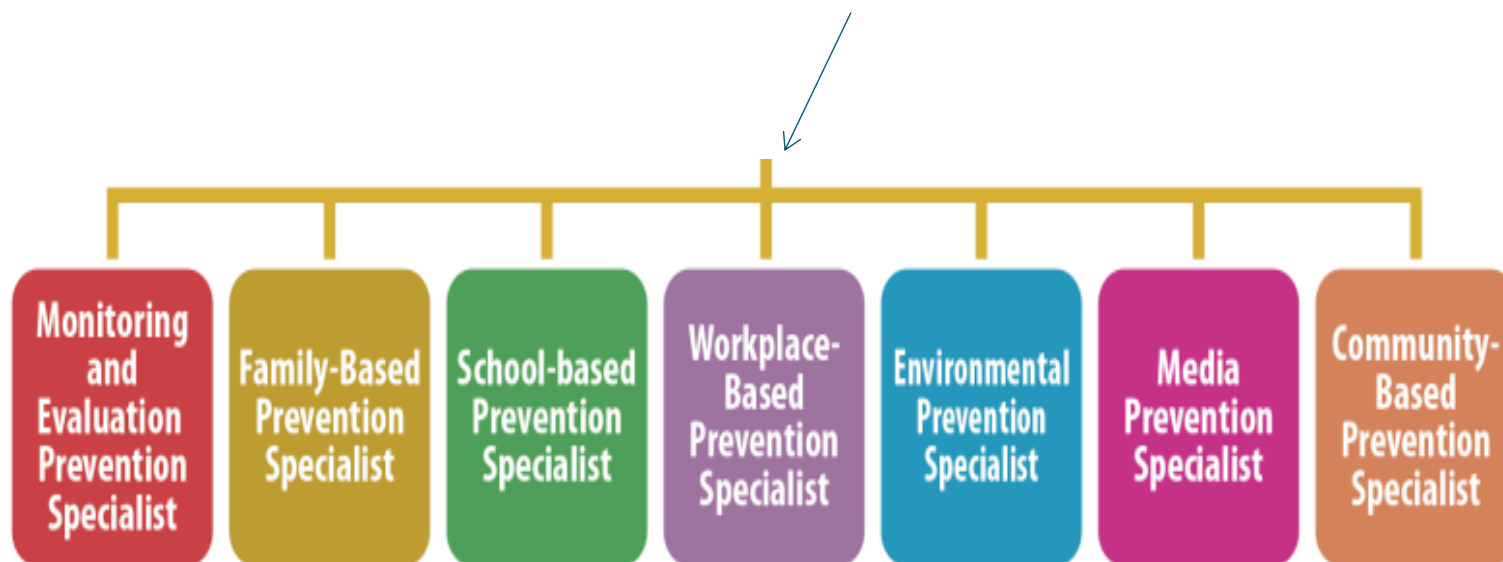 Monitoring
and
Evaluation
Prevention
Specialist
Family-Based
Prevention
Specialist
School-based
Prevention
Specialist
Workplace-
Based
Prevention
Specialist
Environmental
Prevention
Specialist
Media
Prevention
Specialist
Community-
Based
Prevention
Specialist